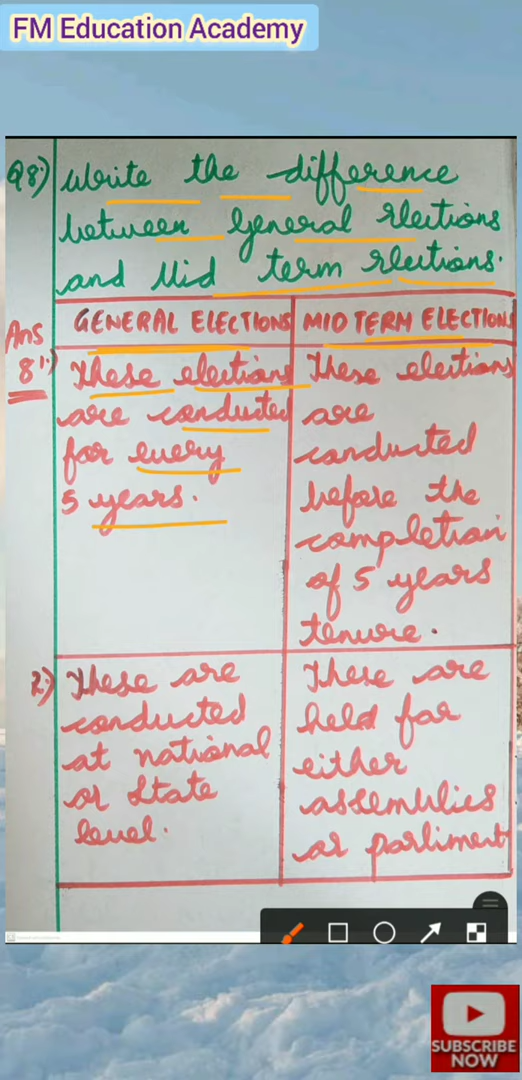 FM Education Academy
Q8:) Write the difference
between General Elections
and Mid term Elections.
Ans GENERAL ELECTIONS MID TERM ELECTIONS
8 1:) These elections These elections
are conducted are
for every conducted
5 years. before the
completion
of 5 years
tenure.
2:) These are These are
conducted held for
at national either
or State assemblies
level. or parliment
SUBSCRIBE
NOW